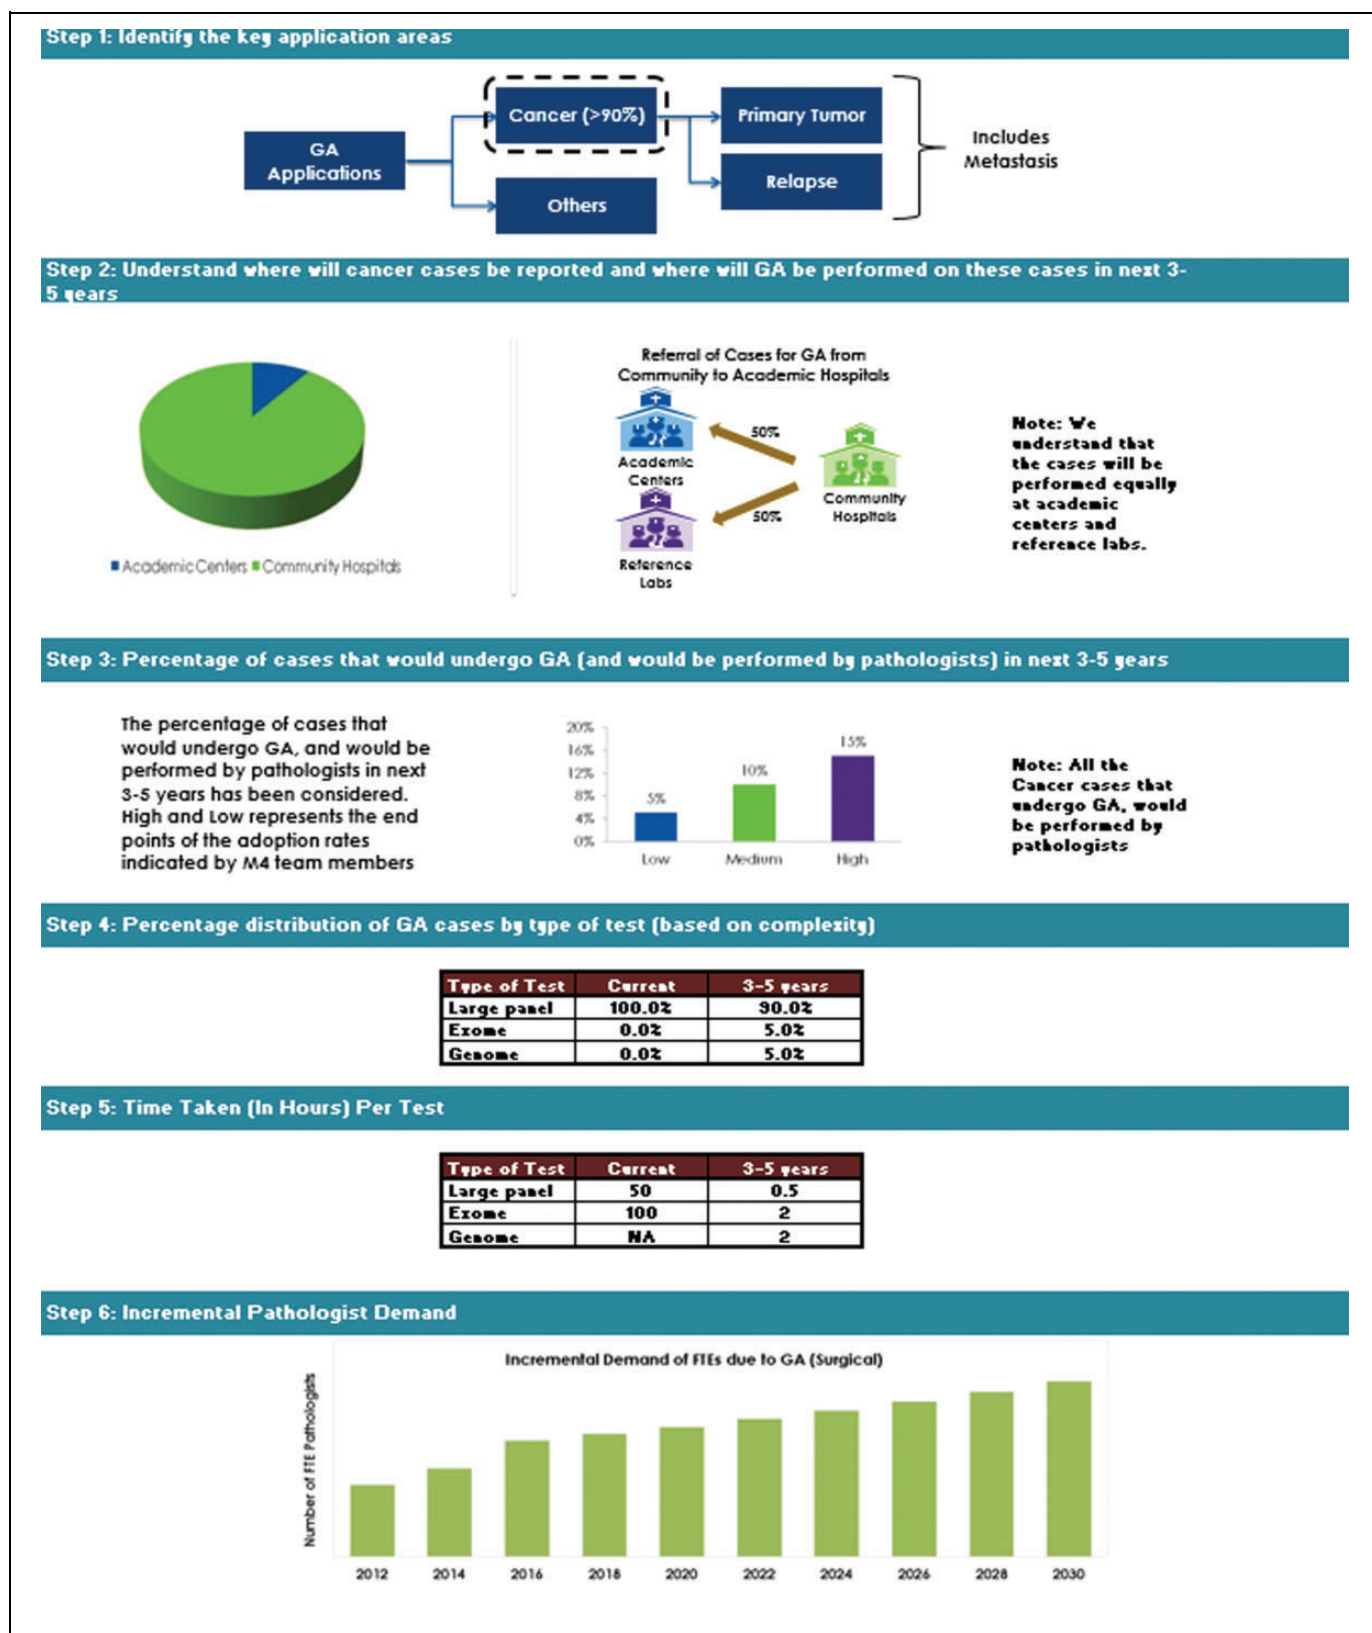 Step 1: Identify the key application areas
GA
Applications
Cancer (>90%)
Others
Primary Tumor
Relapse
Includes
Metastasis
Step 2: Understand where will cancer cases be reported and where will GA be performed on these cases in next 3-
5 years
Academic Centers Community Hospitals
Referral of Cases for GA from
Community to Academic Hospitals
50%
50%
Academic
Centers
Reference
Labs
Community
Hospitals
Note: We
understand that
the cases will be
performed equally
at academic
centers and
reference labs.
Step 3: Percentage of cases that would undergo GA (and would be performed by pathologists) in next 3-5 years
The percentage of cases that
would undergo GA, and would be
performed by pathologists in next
3-5 years has been considered.
High and Low represents the end
points of the adoption rates
indicated by M4 team members
20%
16%
12%
8%
4%
0%
5%
10%
15%
Low Medium High
Note: All the
Cancer cases that
undergo GA, would
be performed by
pathologists
Step 4: Percentage distribution of GA cases by type of test (based on complexity)
Type of Test Current 3-5 years
Large panel 100.0% 90.0%
Exome 0.0% 5.0%
Genome 0.0% 5.0%
Step 5: Time Taken (In Hours) Per Test
Type of Test Current 3-5 years
Large panel 50 0.5
Exome 100 2
Genome NA 2
Step 6: Incremental Pathologist Demand
Incremental Demand of FTEs due to GA (Surgical)
Number of FTE Pathologists
2012 2014 2016 2018 2020 2022 2024 2026 2028 2030